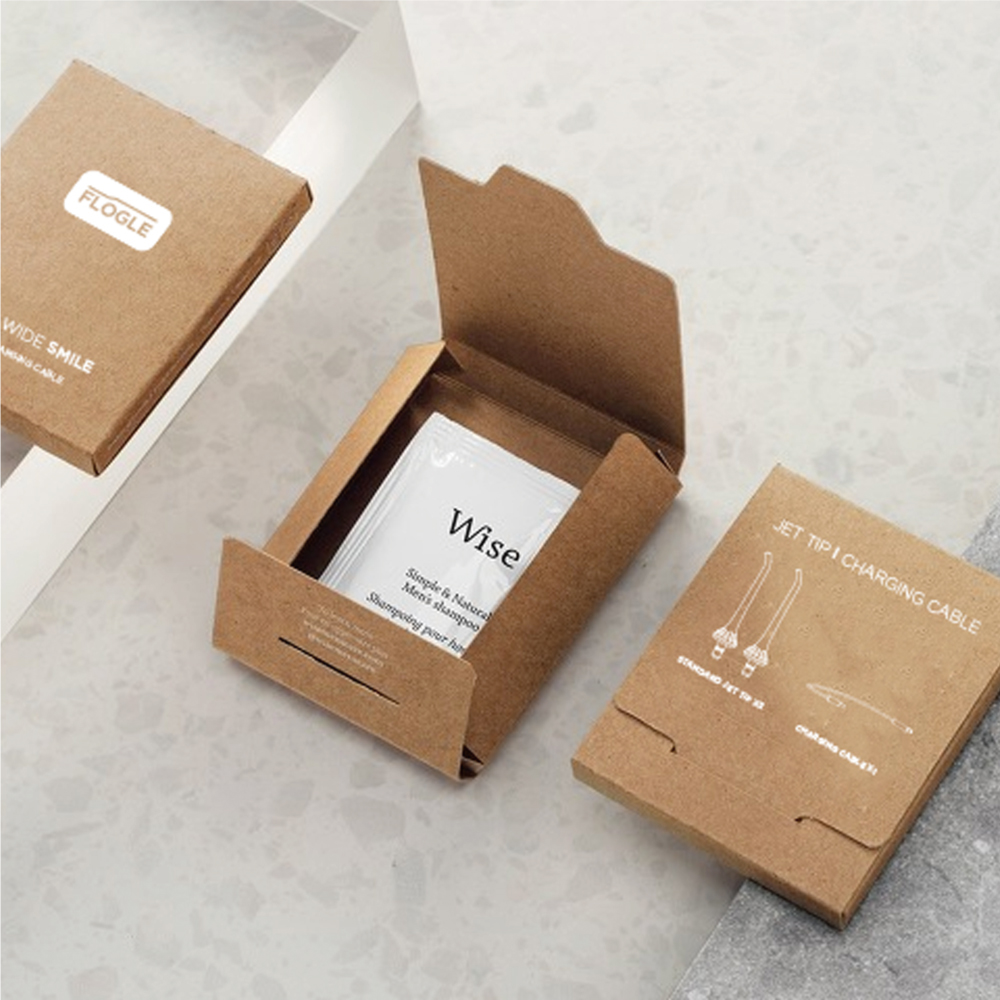 FLOGLE
WIDE SMILE
CHARGING CABLE
Wise
Simple & Natural
Men's shampoo
Shampoing pour
JET TIP | CHARGING CABLE
STANDARD JET TIP X2
CHARGING CABLE X1